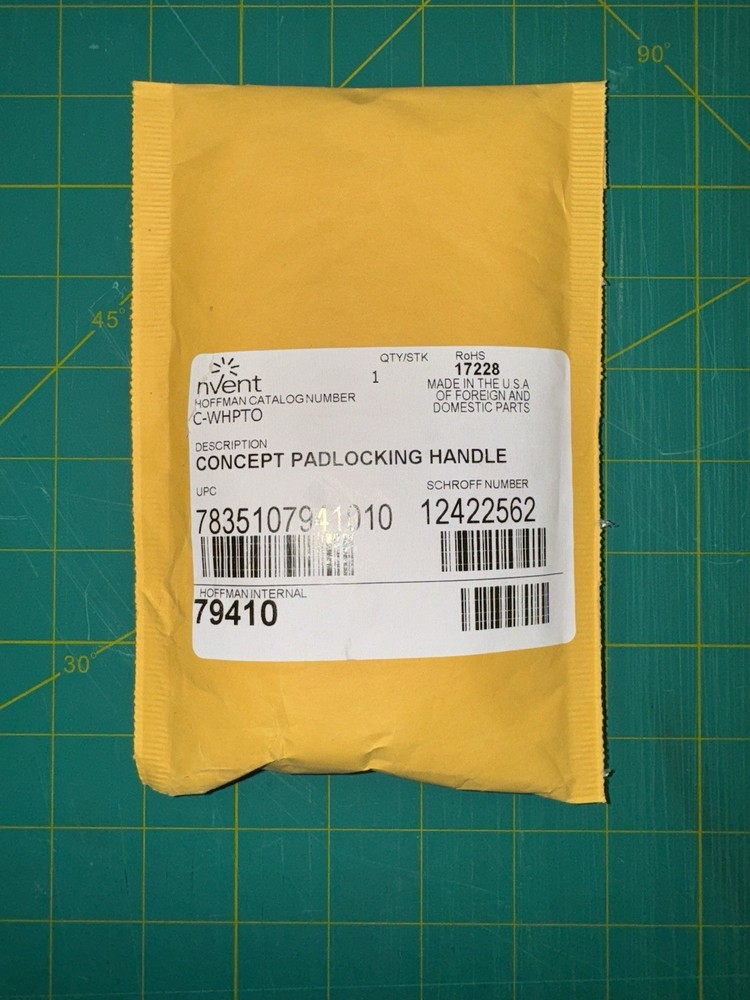 90°
45°
nvent
QTY/STK
1
RoHS
17228
MADE IN THE U.S.A
OF FOREIGN AND
DOMESTIC PARTS
HOFFMAN CATALOG NUMBER
C-WHPTO
DESCRIPTION
CONCEPT PADLOCKING HANDLE
UPC
SCHROFF NUMBER
12422562
HOFFMAN INTERNAL
79410
30°